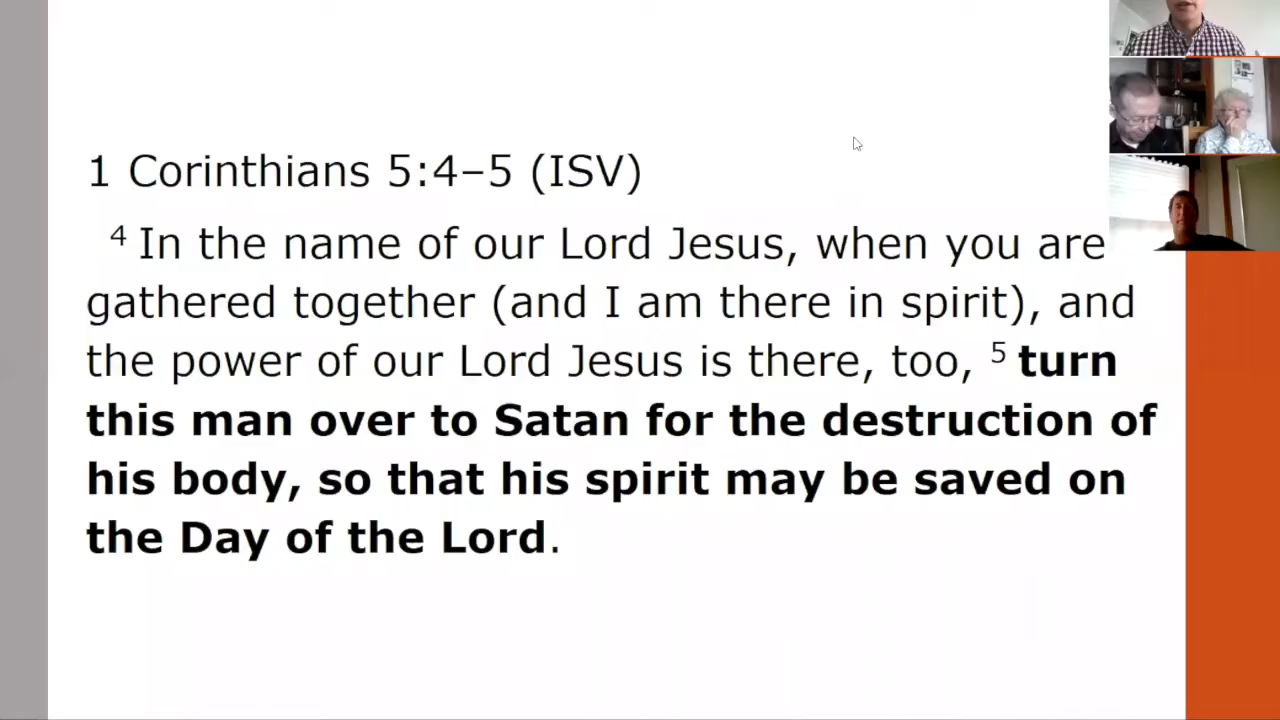 1 Corinthians 5:4–5 (ISV)
4 In the name of our Lord Jesus, when you are
gathered together (and I am there in spirit), and
the power of our Lord Jesus is there, too, 5 turn
this man over to Satan for the destruction of
his body, so that his spirit may be saved on
the Day of the Lord.